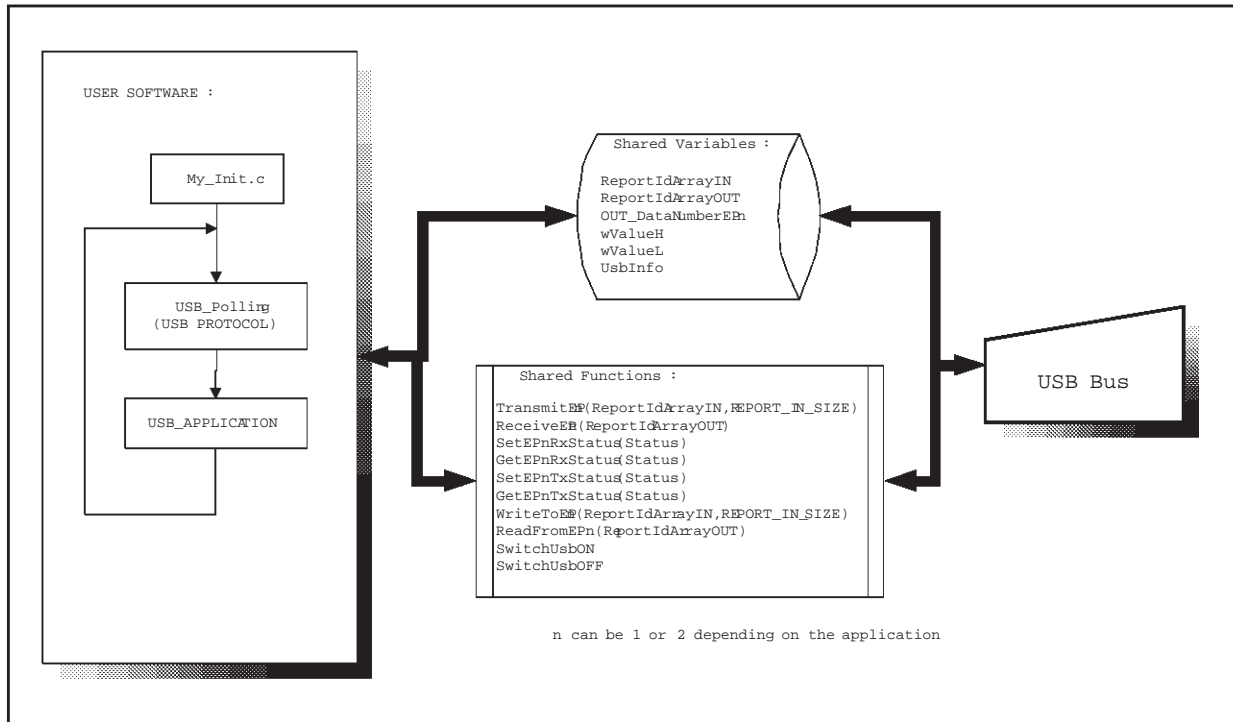 USER SOFTWARE :
My_Init.c
USB_Polling
(USB PROTOCOL)
USB_APPLICATION
Shared Variables :
ReportIdArrayIN
ReportIdArrayOUT
OUT_DataNumberEPn
wValueH
wValueL
UsbInfo
Shared Functions :
TransmitEPn(ReportIdArrayIN,REPORT_IN_SIZE)
ReceiveEPn(ReportIdArrayOUT)
SetEPnRxStatus(Status)
GetEPnRxStatus(Status)
SetEPnTxStatus(Status)
GetEPnTxStatus(Status)
WriteToEPn(ReportIdArrayIN,REPORT_IN_SIZE)
ReadFromEPn(ReportIdArrayOUT)
SwitchUsbON
SwitchUsbOFF
USB Bus
n can be 1 or 2 depending on the application